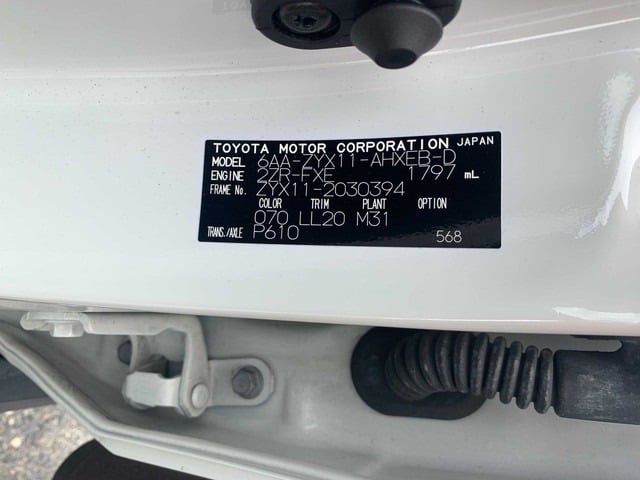 TOYOTA MOTOR CORPORATION JAPAN
MODEL 6AA-ZYX11-AHXEB-D
ENGINE 2ZR-FXE 1797 mL
FRAME No. ZYX11-2030394
COLOR TRIM PLANT OPTION
070 LL20 M31
TRANS./AXLE P610 568